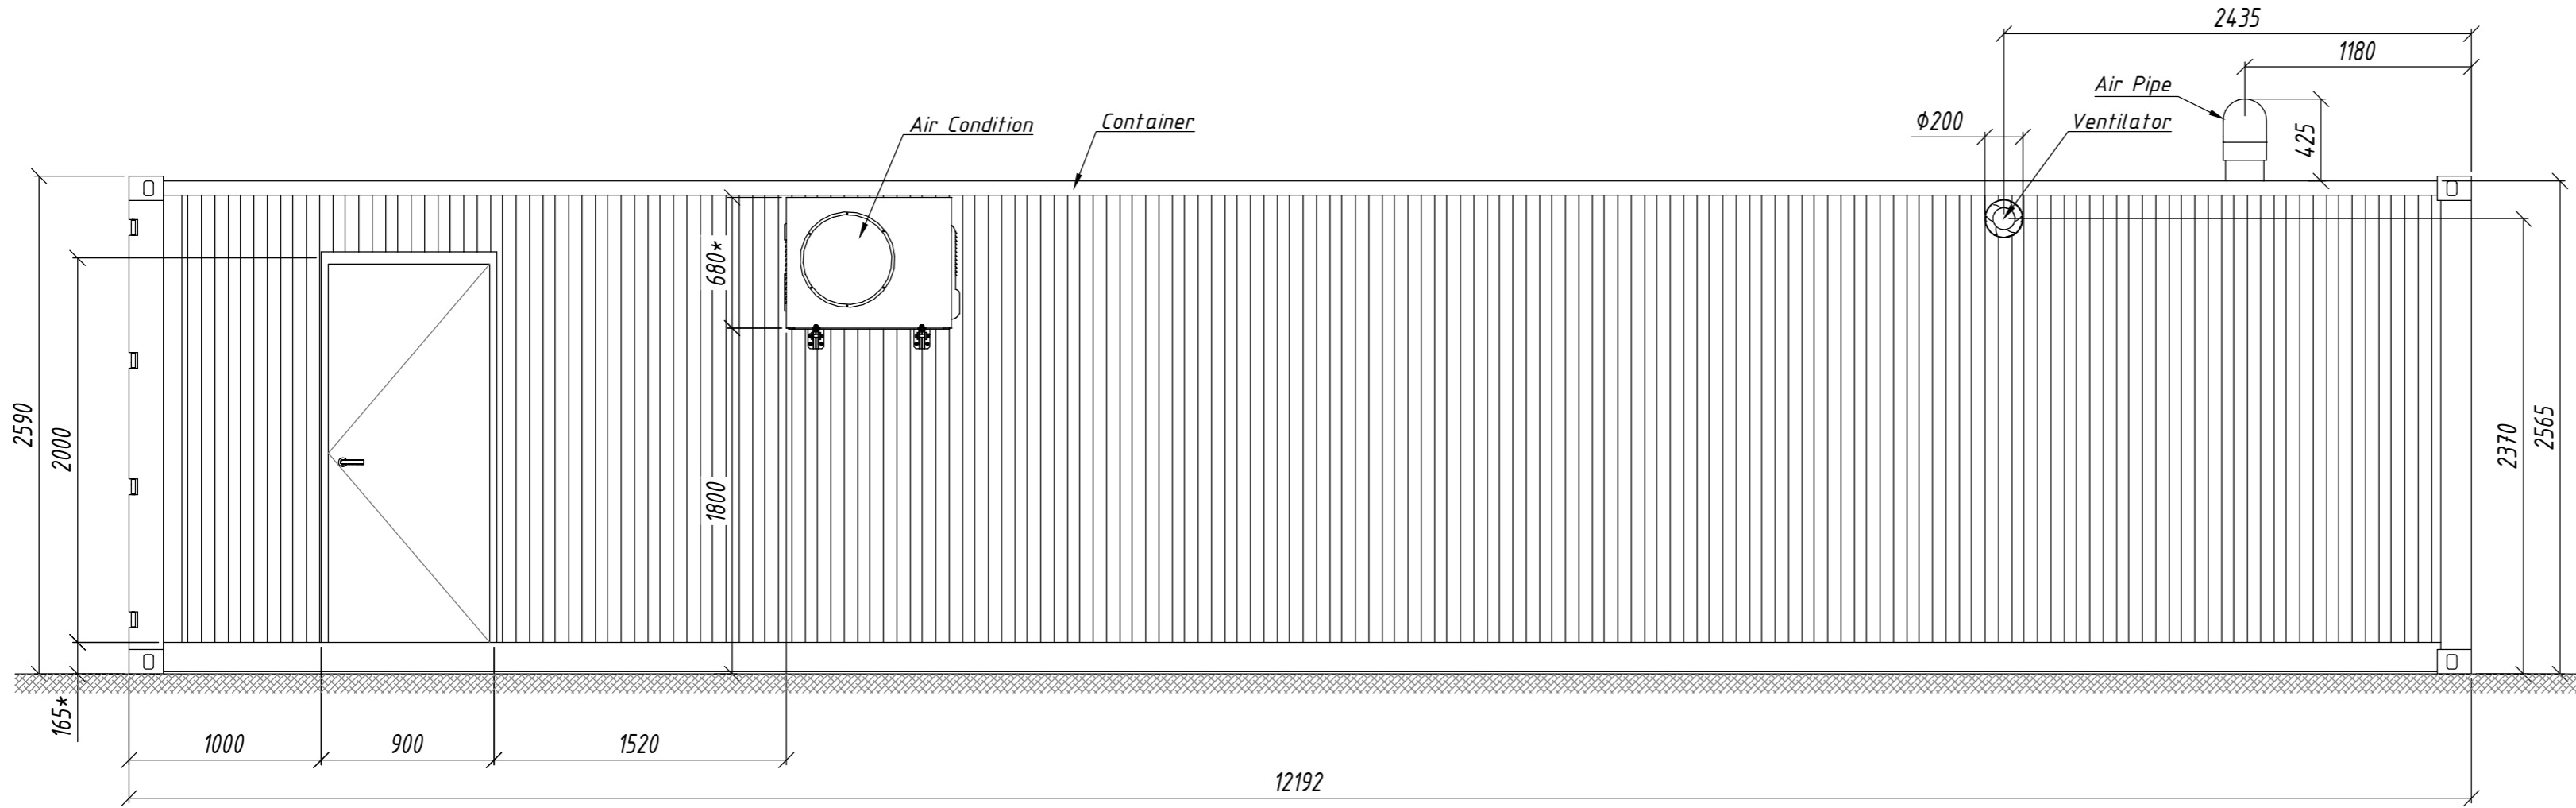 2435
1180
Air Pipe
Air Condition
Container
ϕ200
Ventilator
425
680*
2590
2000
1800
2370
2565
165*
1000
900
1520
12192